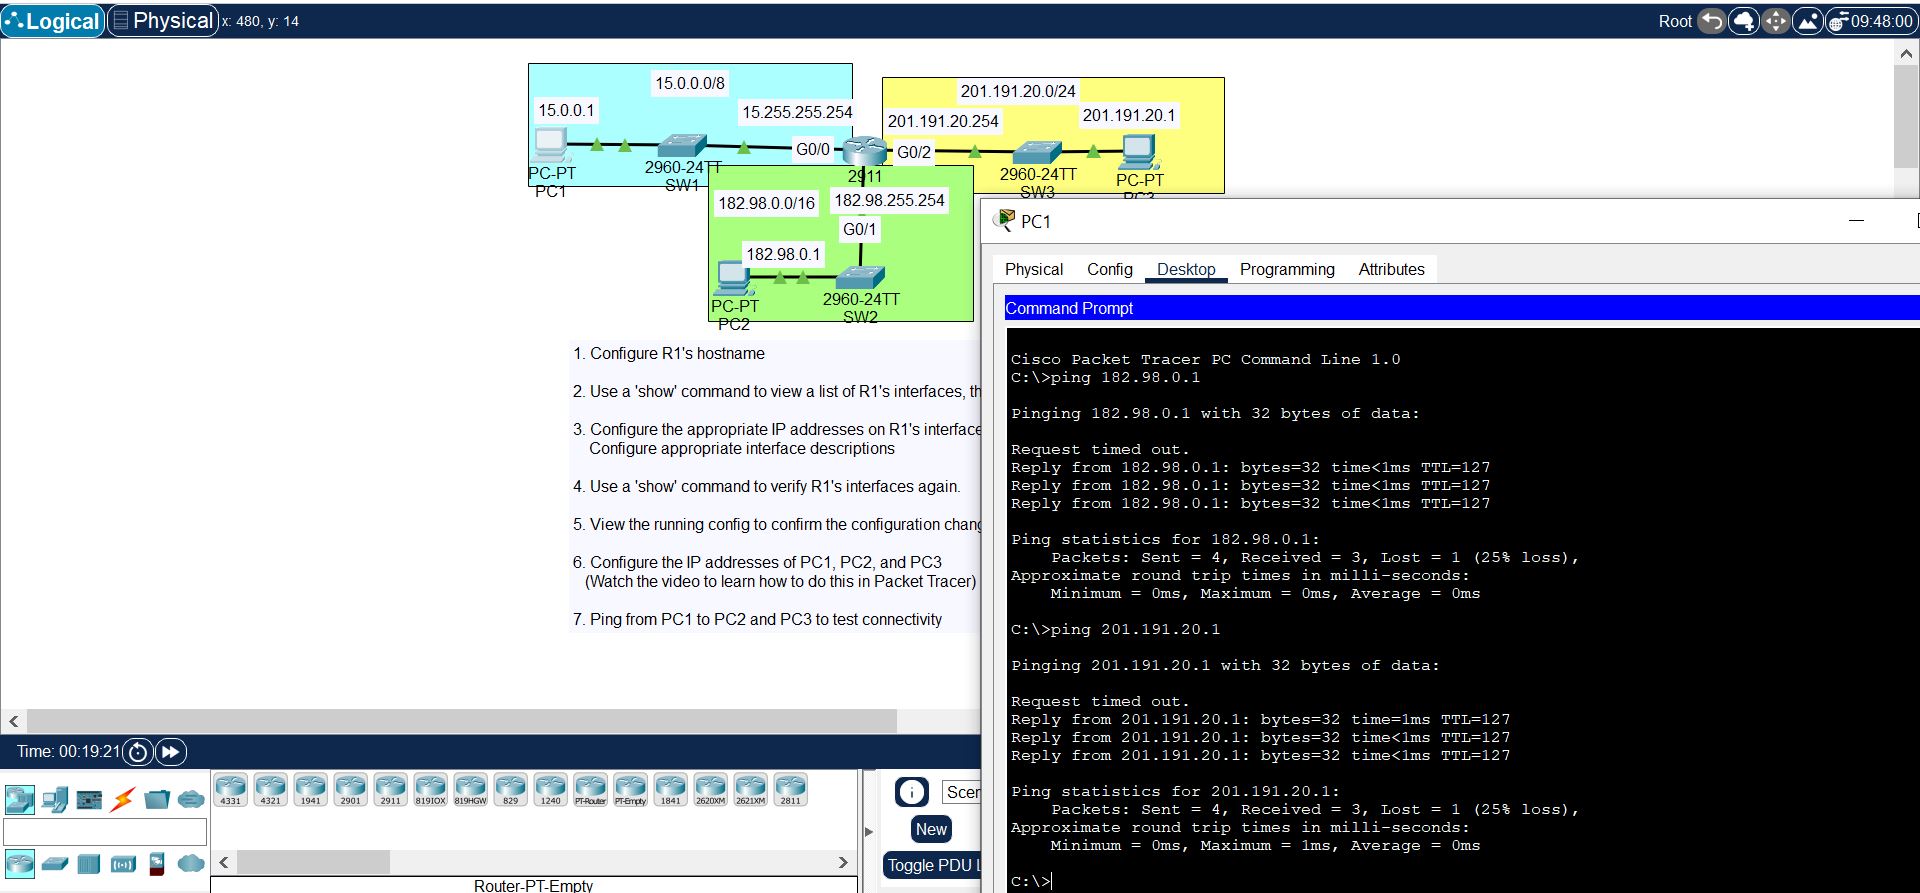 Logical Physical x: 480, y: 14 Root 09:48:00
15.0.0.0/8
15.0.0.1
15.255.255.254
G0/0
PC-PT
PC1
2960-24TT
SW1
2911
201.191.20.0/24
201.191.20.254
201.191.20.1
G0/2
2960-24TT
SW3
PC-PT
PC3
182.98.0.0/16
182.98.255.254
G0/1
182.98.0.1
PC-PT
PC2
2960-24TT
SW2
1. Configure R1's hostname
2. Use a 'show' command to view a list of R1's interfaces, th
3. Configure the appropriate IP addresses on R1's interface
Configure appropriate interface descriptions
4. Use a 'show' command to verify R1's interfaces again.
5. View the running config to confirm the configuration chang
6. Configure the IP addresses of PC1, PC2, and PC3
(Watch the video to learn how to do this in Packet Tracer)
7. Ping from PC1 to PC2 and PC3 to test connectivity
PC1
Physical Config Desktop Programming Attributes
Command Prompt
Cisco Packet Tracer PC Command Line 1.0
C:\>ping 182.98.0.1
Pinging 182.98.0.1 with 32 bytes of data:
Request timed out.
Reply from 182.98.0.1: bytes=32 time<1ms TTL=127
Reply from 182.98.0.1: bytes=32 time<1ms TTL=127
Reply from 182.98.0.1: bytes=32 time<1ms TTL=127
Ping statistics for 182.98.0.1:
Packets: Sent = 4, Received = 3, Lost = 1 (25% loss),
Approximate round trip times in milli-seconds:
Minimum = 0ms, Maximum = 0ms, Average = 0ms
C:\>ping 201.191.20.1
Pinging 201.191.20.1 with 32 bytes of data:
Request timed out.
Reply from 201.191.20.1: bytes=32 time=1ms TTL=127
Reply from 201.191.20.1: bytes=32 time<1ms TTL=127
Reply from 201.191.20.1: bytes=32 time<1ms TTL=127
Ping statistics for 201.191.20.1:
Packets: Sent = 4, Received = 3, Lost = 1 (25% loss),
Approximate round trip times in milli-seconds:
Minimum = 0ms, Maximum = 1ms, Average = 0ms
C:\>
Time: 00:19:21
4331 4321 1941 2901 2911 819IOX 819HGW 829 1240 PT-Router PT-Empty 1841 2620XM 2621XM 2811
Router-PT-Empty
Scen
New
Toggle PDU L